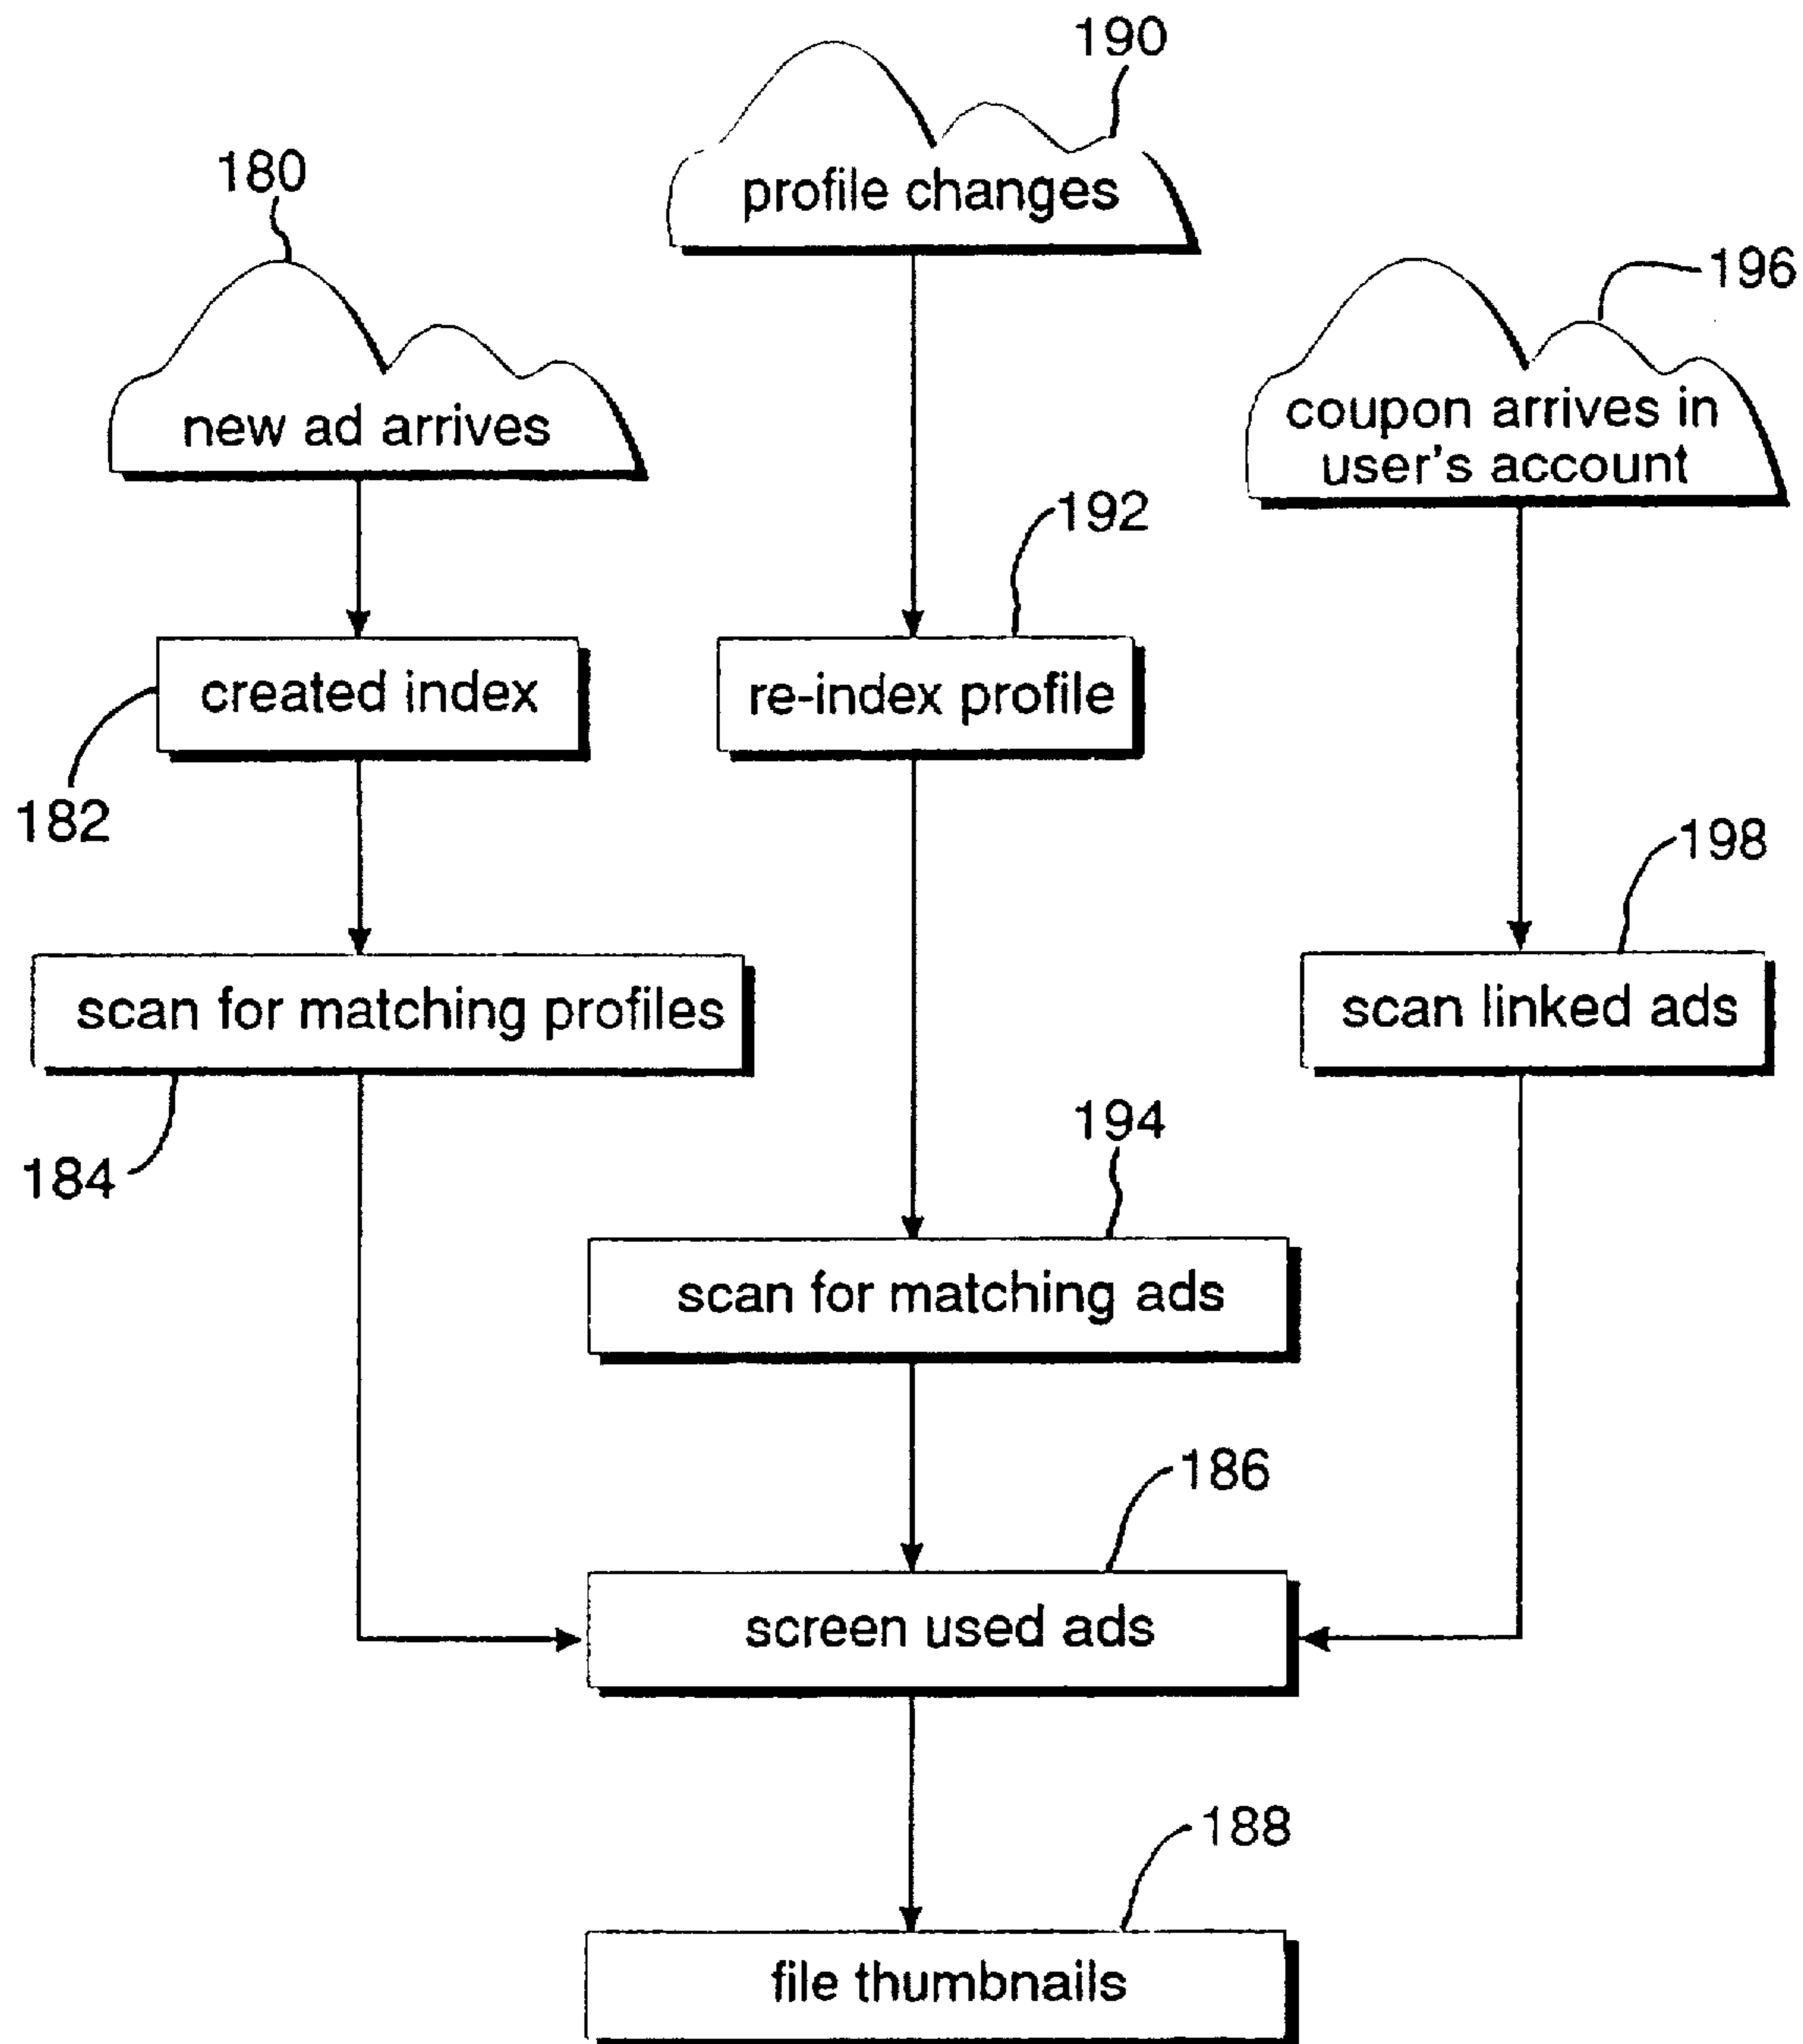 190
180
profile changes
196
new ad arrives
coupon arrives in
user's account
192
created index
re-index profile
182
198
scan for matching profiles
scan linked ads
194
184
scan for matching ads
186
screen used ads
188
file thumbnails